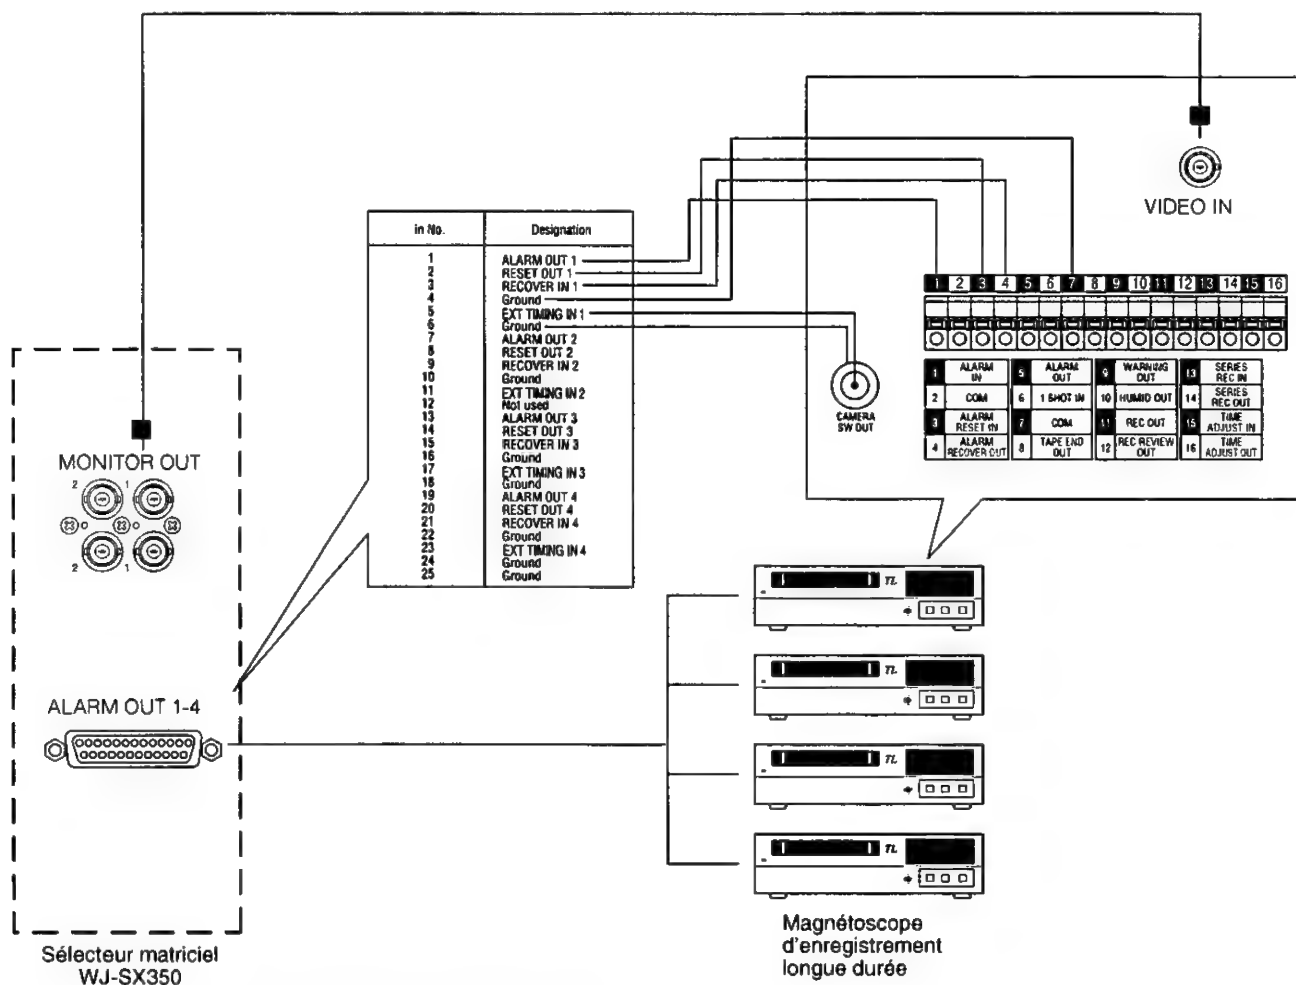 VIDEO IN
in No. Designation
1 ALARM OUT 1
2 RESET OUT 1
3 RECOVER IN 1
4 Ground
5 EXT TIMING IN 1
6 Ground
7 ALARM OUT 2
8 RESET OUT 2
9 RECOVER IN 2
10 Ground
11 EXT TIMING IN 2
12 Not used
13 ALARM OUT 3
14 RESET OUT 3
15 RECOVER IN 3
16 Ground
17 EXT TIMING IN 3
18 Ground
19 ALARM OUT 4
20 RESET OUT 4
21 RECOVER IN 4
22 Ground
23 EXT TIMING IN 4
24 Ground
25 Ground
1 2 3 4 5 6 7 8 9 10 11 12 13 14 15 16
1 ALARM IN 5 ALARM OUT 9 WARNING OUT 13 SERIES REC IN
2 COM 6 1 SHOT IN 10 HUMID OUT 14 SERIES REC OUT
3 ALARM RESET IN 7 COM 11 REC OUT 15 TIME ADJUST IN
4 ALARM RECOVER OUT 8 TAPE END OUT 12 REC REVIEW OUT 16 TIME ADJUST OUT
CAMERA
SW OUT
MONITOR OUT
2 1
2 1
ALARM OUT 1-4
TL
TL
TL
TL
Sélecteur matriciel
WJ-SX350
Magnétoscope
d'enregistrement
longue durée